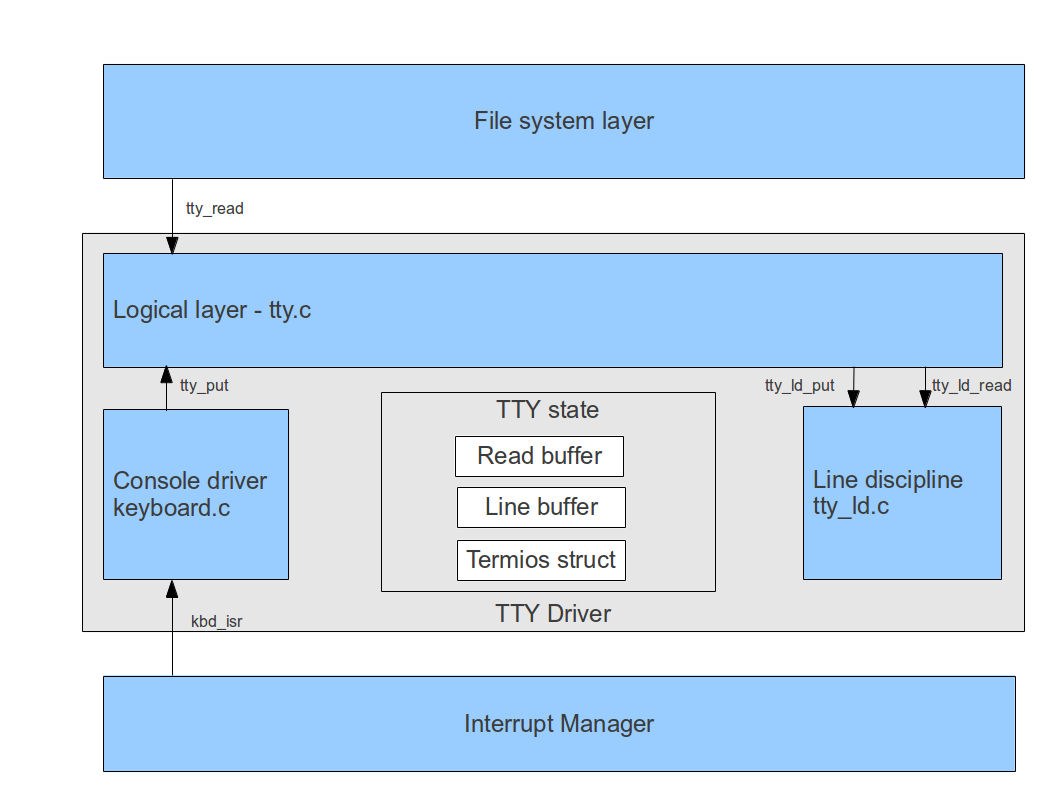 File system layer
tty_read
Logical layer - tty.c
tty_put
tty_ld_put
tty_ld_read
TTY state
Read buffer
Line buffer
Termios struct
Console driver
keyboard.c
Line discipline
tty_ld.c
TTY Driver
kbd_isr
Interrupt Manager